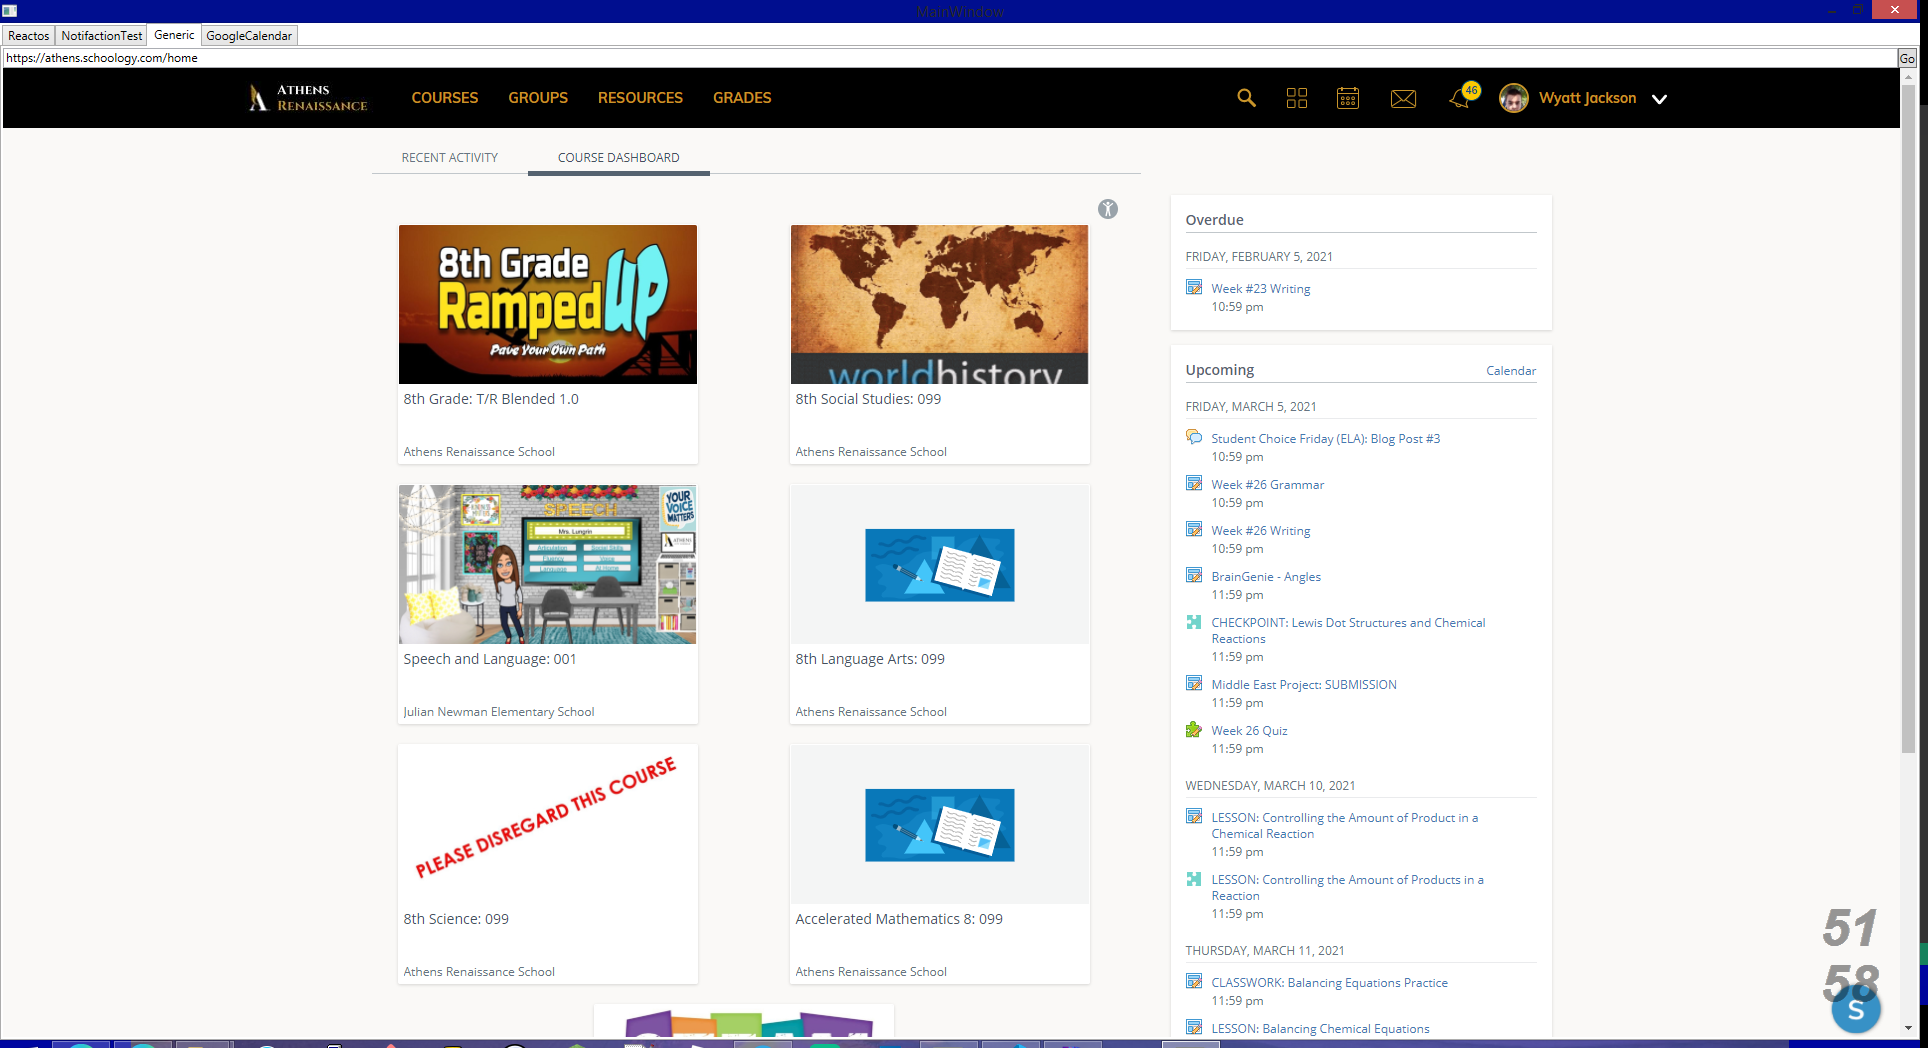 MainWindow
Reactos NotifactionTest Generic GoogleCalendar
https://athens.schoology.com/home Go
ATHENS
RENAISSANCE
COURSES GROUPS RESOURCES GRADES 46 Wyatt Jackson
RECENT ACTIVITY COURSE DASHBOARD
8th Grade
Ramped UP
Pave Your Own Path
8th Grade: T/R Blended 1.0
Athens Renaissance School
worldhistory
8th Social Studies: 099
Athens Renaissance School
SPEECH
YOUR
VOICE
MATTERS
Mrs. Lungrin
Articulation Social Skills
Fluency Voice
Language At Home
Speech and Language: 001
Julian Newman Elementary School
8th Language Arts: 099
Athens Renaissance School
PLEASE DISREGARD THIS COURSE
8th Science: 099
Athens Renaissance School
Accelerated Mathematics 8: 099
Athens Renaissance School
Overdue
FRIDAY, FEBRUARY 5, 2021
Week #23 Writing
10:59 pm
Upcoming Calendar
FRIDAY, MARCH 5, 2021
Student Choice Friday (ELA): Blog Post #3
10:59 pm
Week #26 Grammar
10:59 pm
Week #26 Writing
10:59 pm
BrainGenie - Angles
11:59 pm
CHECKPOINT: Lewis Dot Structures and Chemical
Reactions
11:59 pm
Middle East Project: SUBMISSION
11:59 pm
Week 26 Quiz
11:59 pm
WEDNESDAY, MARCH 10, 2021
LESSON: Controlling the Amount of Product in a
Chemical Reaction
11:59 pm
LESSON: Controlling the Amount of Products in a
Reaction
11:59 pm
THURSDAY, MARCH 11, 2021
CLASSWORK: Balancing Equations Practice
11:59 pm
LESSON: Balancing Chemical Equations
51
58
S